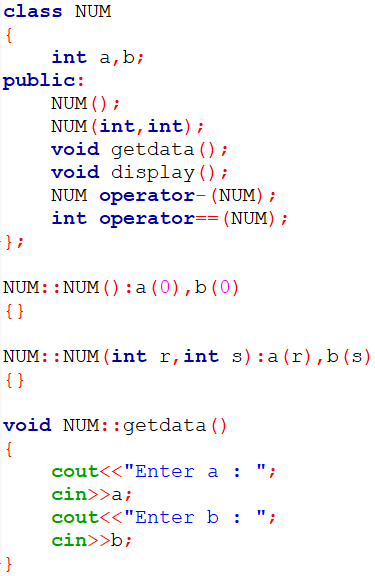 class NUM
{
    int a,b;
public:
    NUM();
    NUM(int,int);
    void getdata();
    void display();
    NUM operator-(NUM);
    int operator==(NUM);
};
NUM::NUM():a(0),b(0)
{}
NUM::NUM(int r,int s):a(r),b(s)
{}
void NUM::getdata()
{
    cout<<"Enter a : ";
    cin>>a;
    cout<<"Enter b : ";
    cin>>b;
}